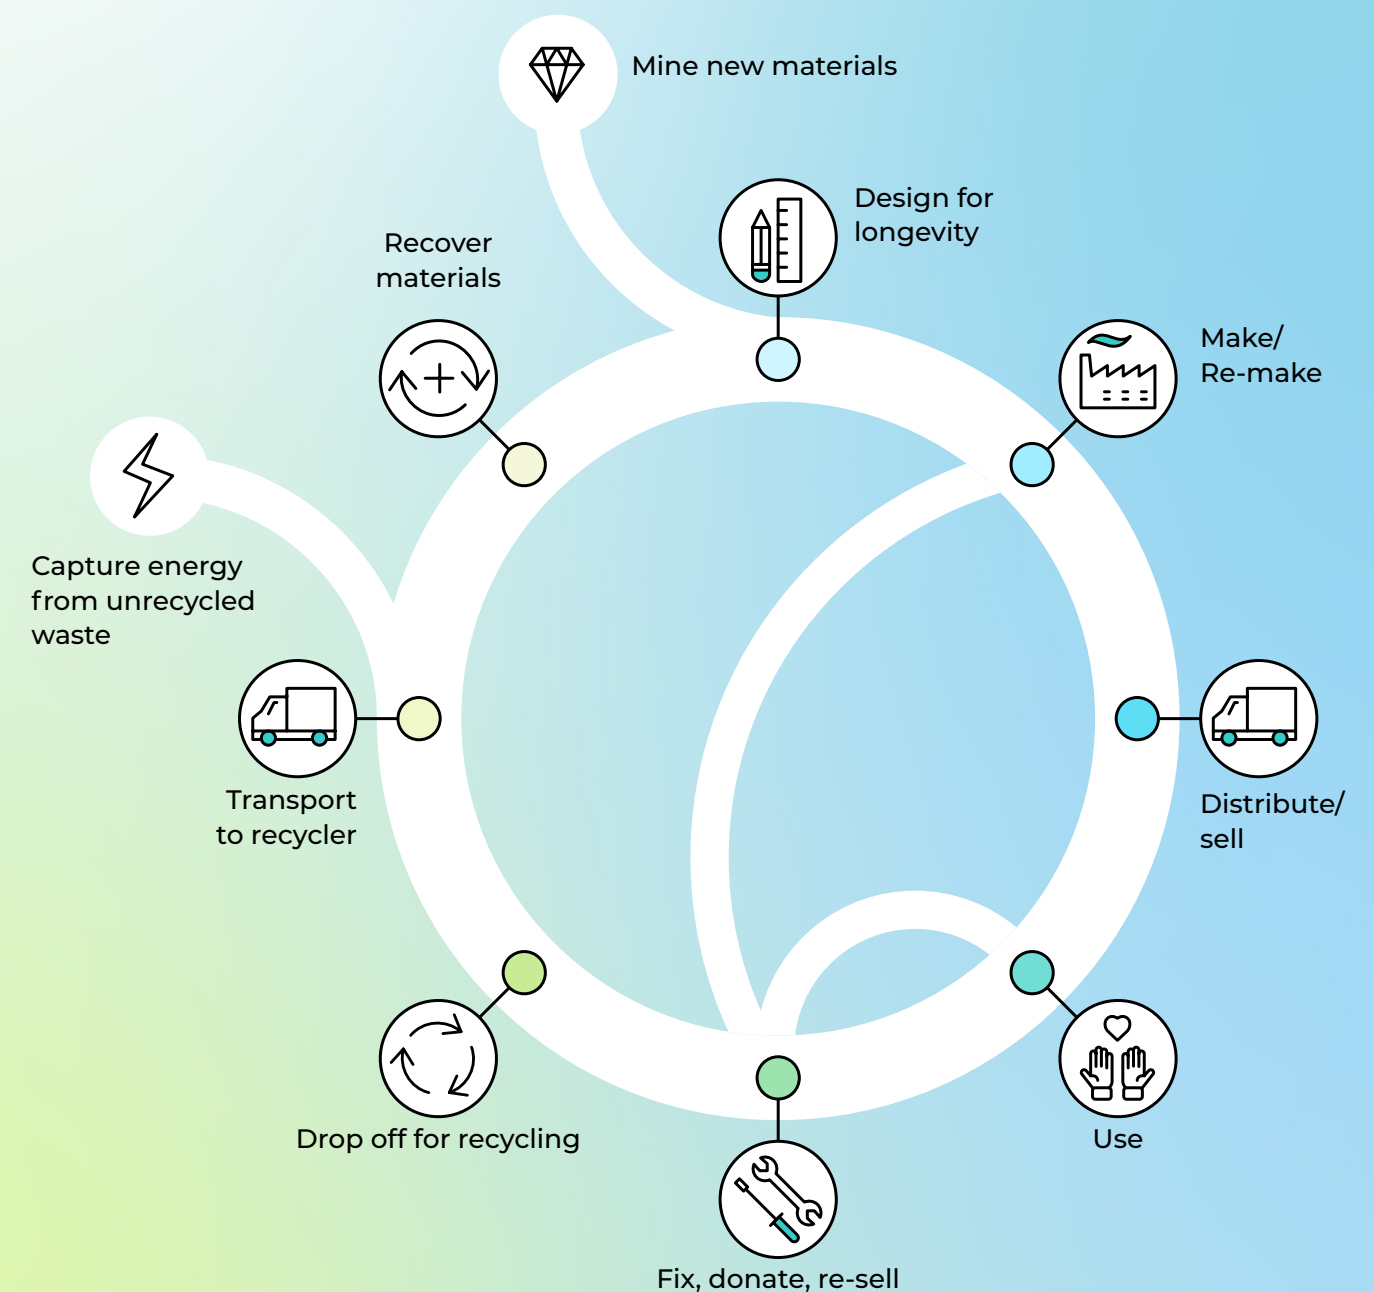 Mine new materials
Design for
longevity
Recover
materials
Make/
Re-make
Capture energy
from unrecycled
waste
Transport
to recycler
Distribute/
sell
Drop off for recycling
Use
Fix, donate, re-sell